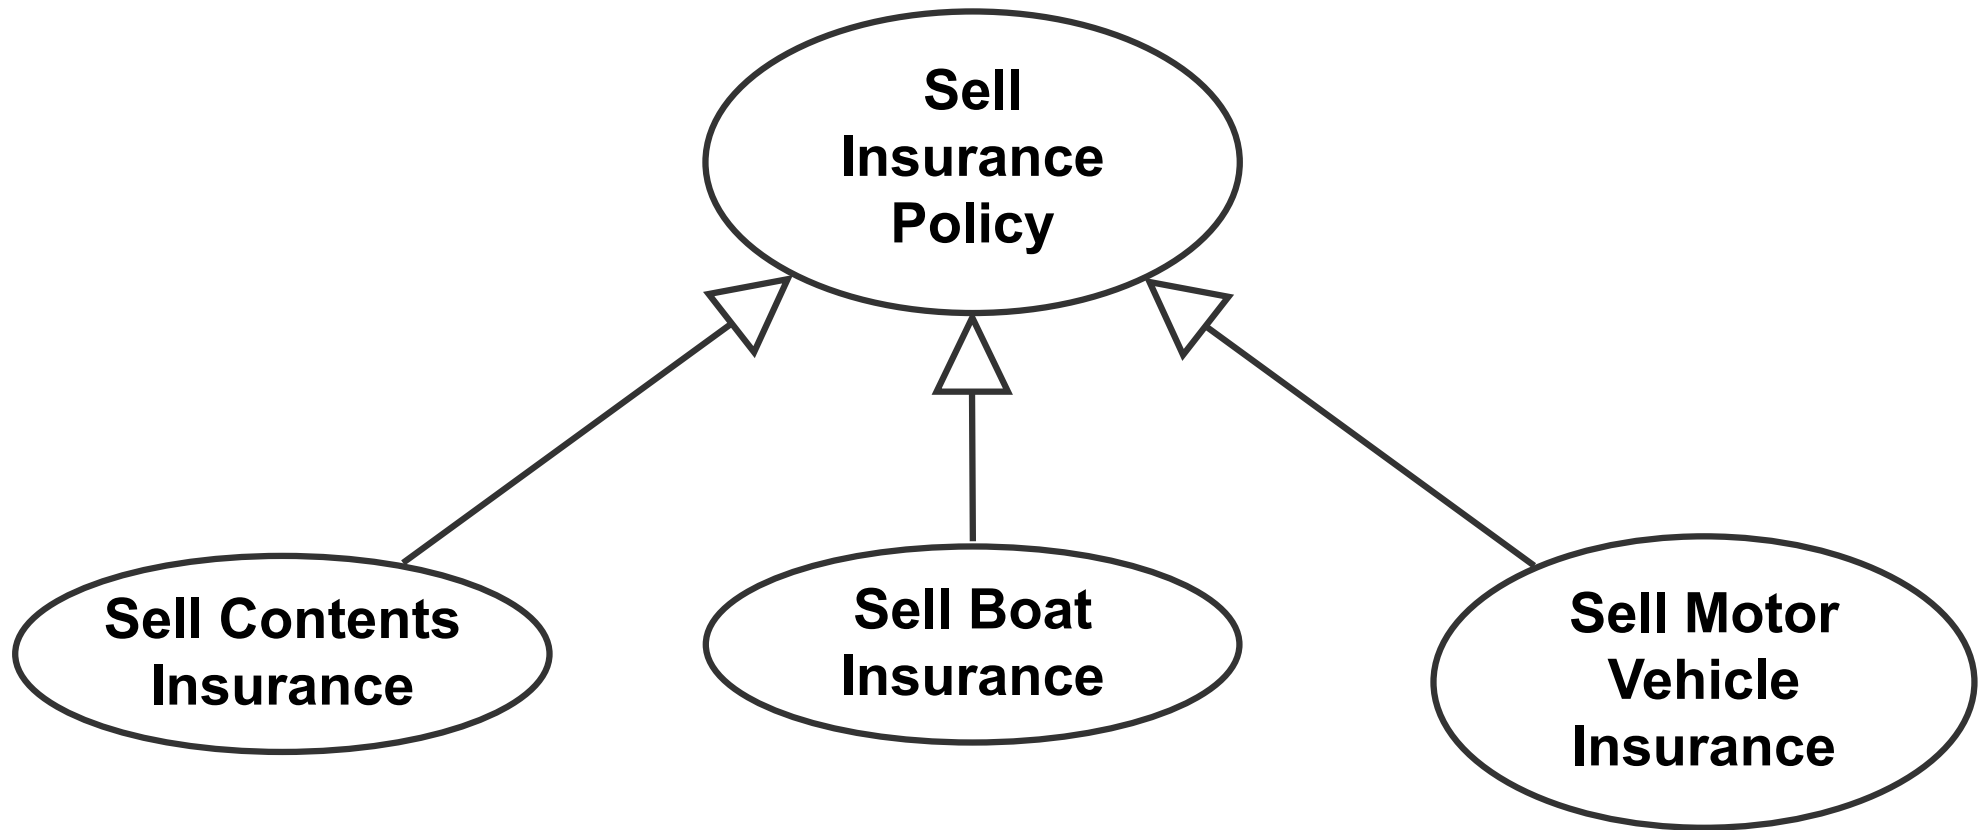 Sell
Insurance
Policy
Sell Contents
Insurance
Sell Boat
Insurance
Sell Motor
Vehicle
Insurance